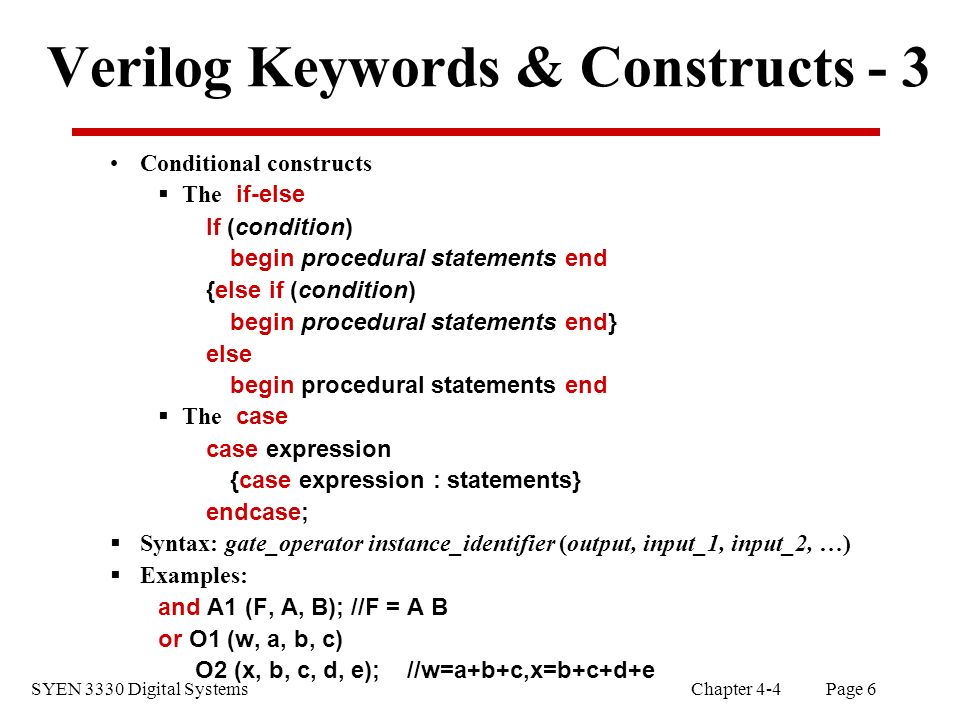 Verilog Keywords & Constructs - 3
• Conditional constructs
▪ The if-else
If (condition)
begin procedural statements end
{else if (condition)
begin procedural statements end}
else
begin procedural statements end
▪ The case
case expression
{case expression : statements}
endcase;
▪ Syntax: gate_operator instance_identifier (output, input_1, input_2, …)
▪ Examples:
and A1 (F, A, B); //F = A B
or O1 (w, a, b, c)
O2 (x, b, c, d, e); //w=a+b+c,x=b+c+d+e
SYEN 3330 Digital Systems Chapter 4-4 Page 6